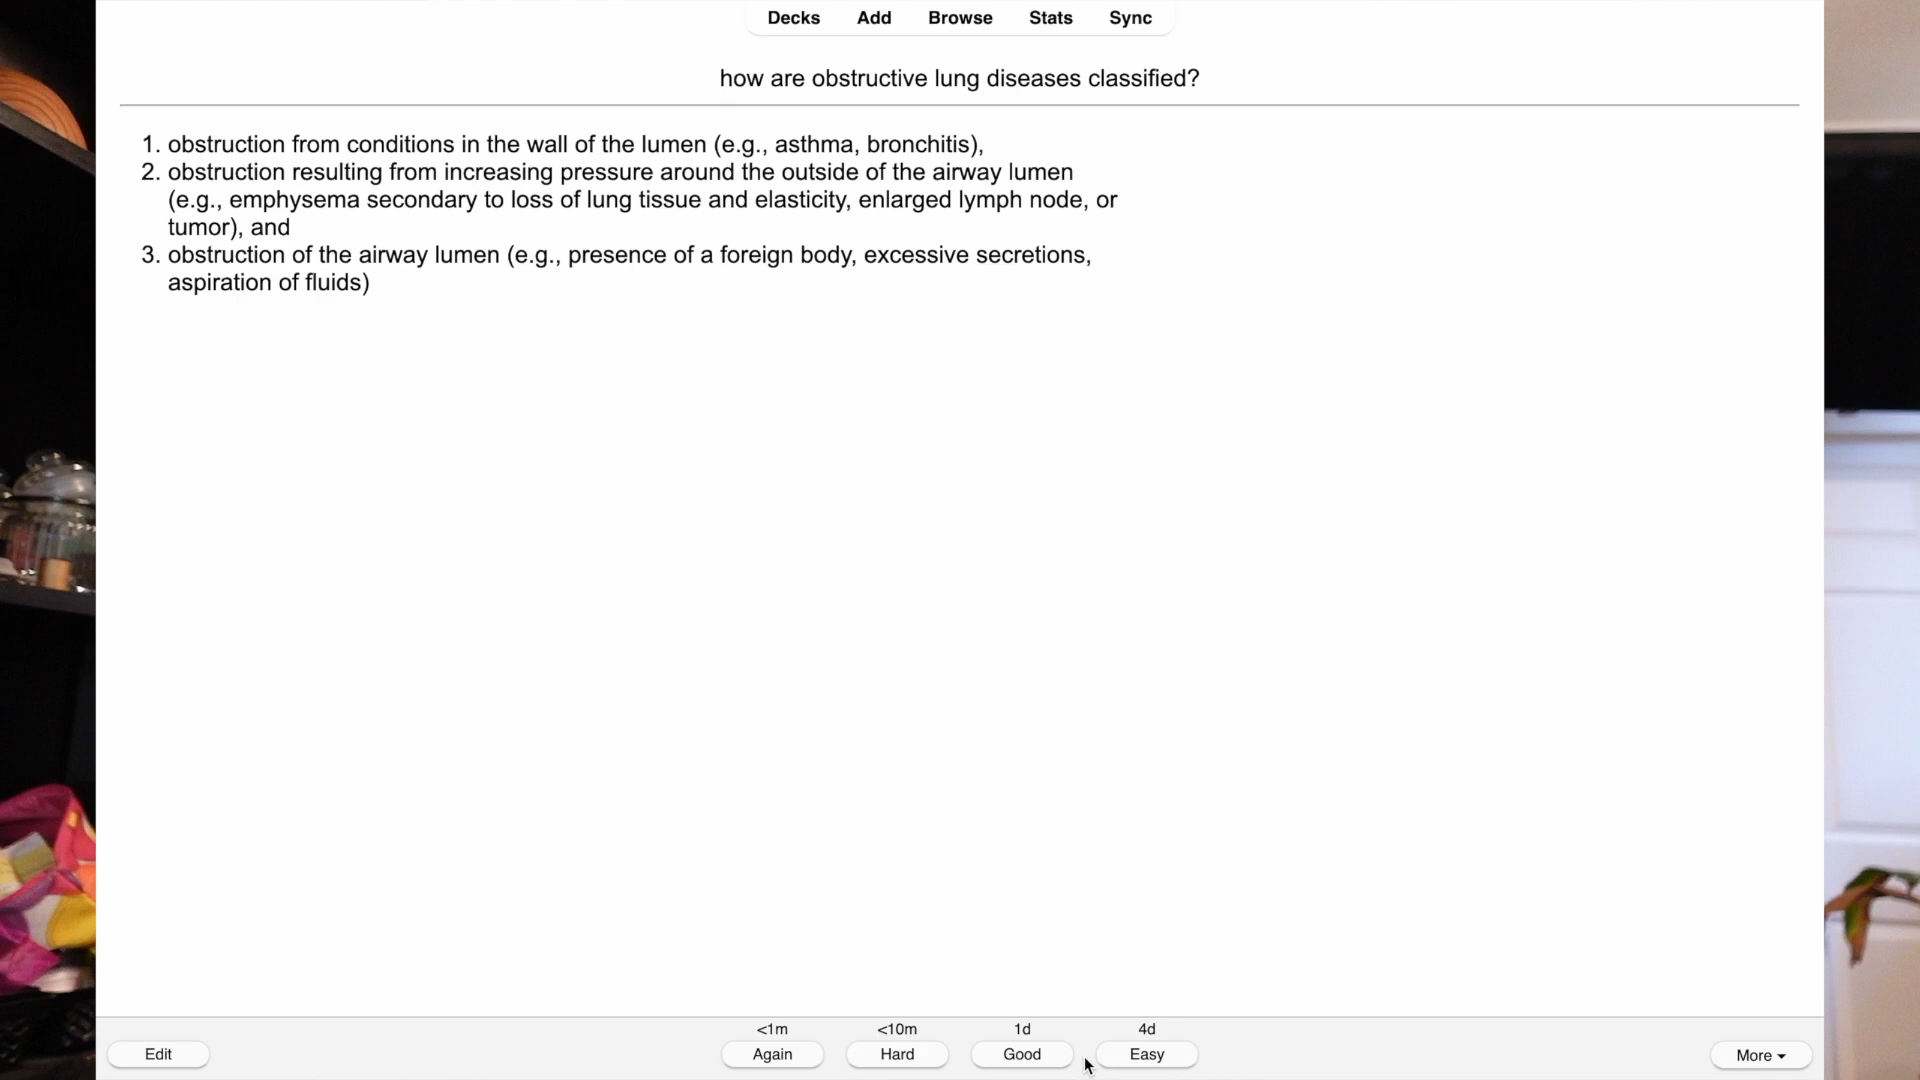 Decks Add Browse Stats Sync
how are obstructive lung diseases classified?
1. obstruction from conditions in the wall of the lumen (e.g., asthma, bronchitis),
2. obstruction resulting from increasing pressure around the outside of the airway lumen
(e.g., emphysema secondary to loss of lung tissue and elasticity, enlarged lymph node, or
tumor), and
3. obstruction of the airway lumen (e.g., presence of a foreign body, excessive secretions,
aspiration of fluids)
<1m <10m 1d 4d
Edit Again Hard Good Easy More